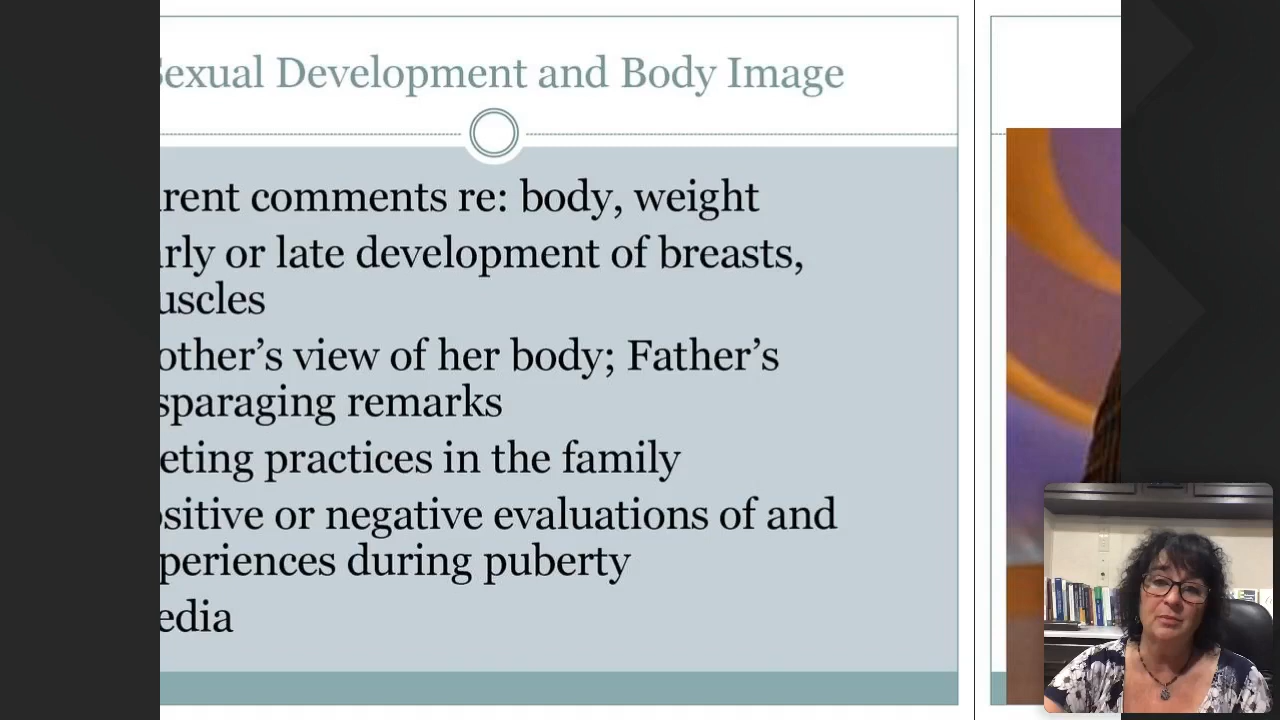 Sexual Development and Body Image
rent comments re: body, weight
rly or late development of breasts,
uscles
other's view of her body; Father's
sparaging remarks
eting practices in the family
sitive or negative evaluations of and
periences during puberty
edia